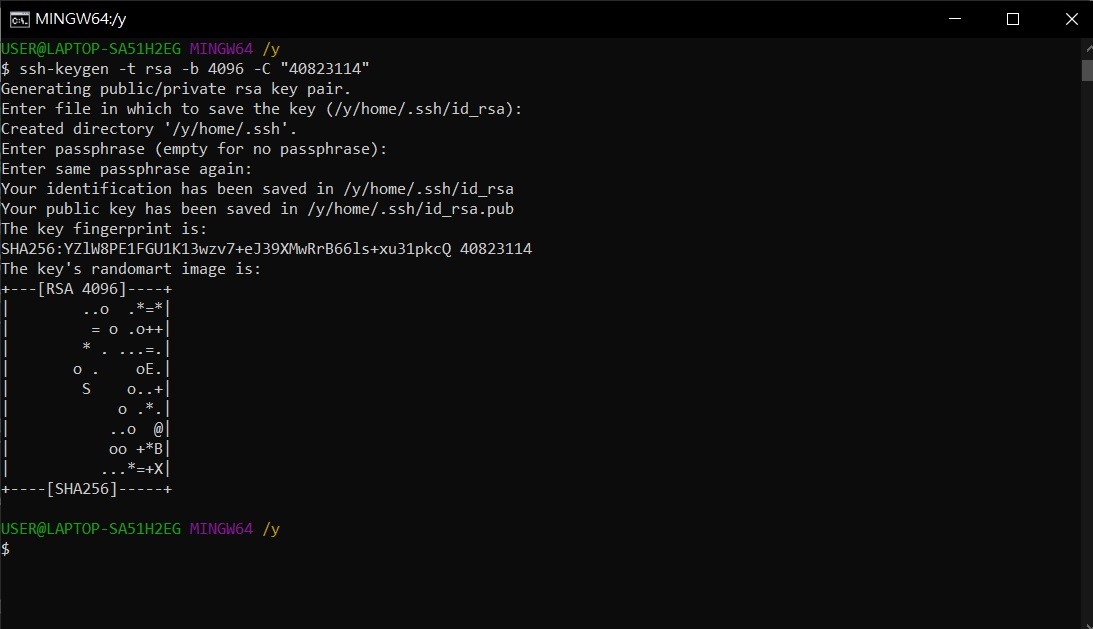 MINGW64:/y
USER@LAPTOP-SA51H2EG MINGW64 /y
$ ssh-keygen -t rsa -b 4096 -C "40823114"
Generating public/private rsa key pair.
Enter file in which to save the key (/y/home/.ssh/id_rsa):
Created directory '/y/home/.ssh'.
Enter passphrase (empty for no passphrase):
Enter same passphrase again:
Your identification has been saved in /y/home/.ssh/id_rsa
Your public key has been saved in /y/home/.ssh/id_rsa.pub
The key fingerprint is:
SHA256:YZlW8PE1FGU1K13wzv7+eJ39XMwRrB66ls+xu31pkcQ 40823114
The key's randomart image is:
+---[RSA 4096]----+
|        ..o  .*=*|
|         = o .o++|
|        * . ...=.|
|       o .    oE.|
|        S    o..+|
|            o .*.|
|           ..o  @|
|           oo +*B|
|          ...*=+X|
+----[SHA256]-----+
USER@LAPTOP-SA51H2EG MINGW64 /y
$